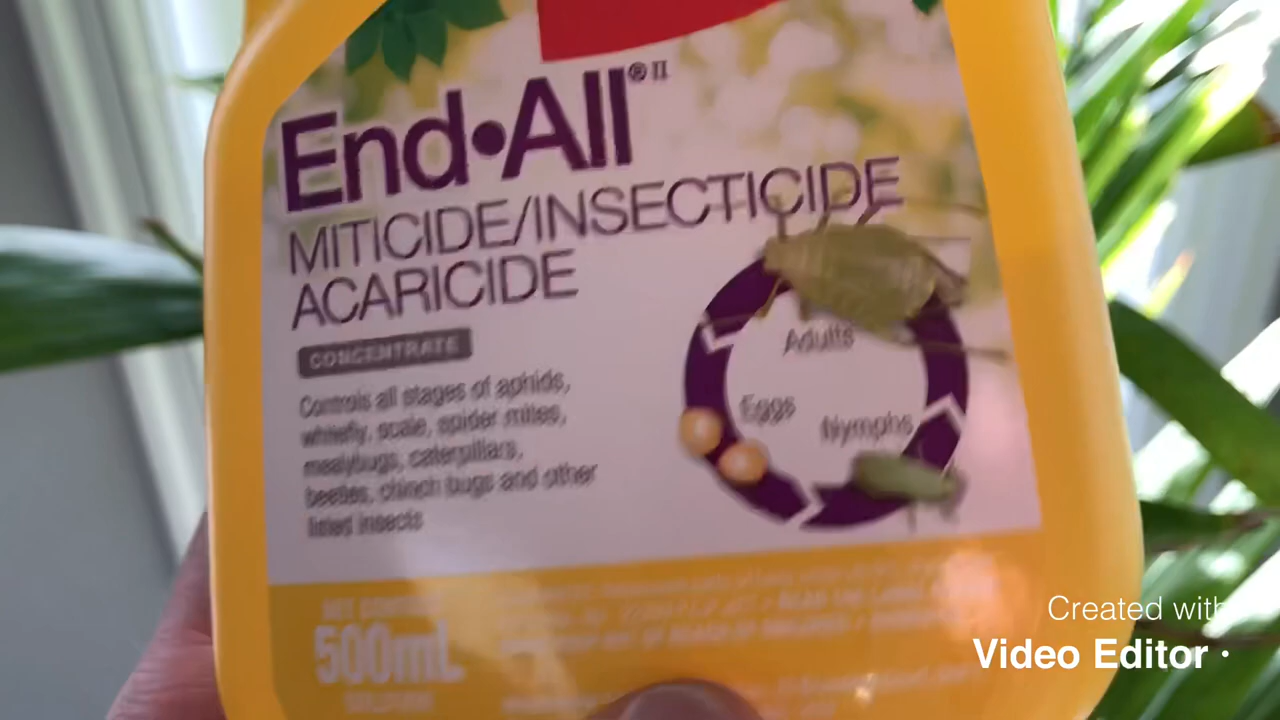 End•All® II
MITICIDE/INSECTICIDE
ACARICIDE
CONCENTRATE
Controls all stages of aphids,
whitefly, scale, spider mites,
mealybugs, caterpillars,
beetles, chinch bugs and other
listed insects
Adults
Eggs
Nymphs
500mL
Created with
Video Editor